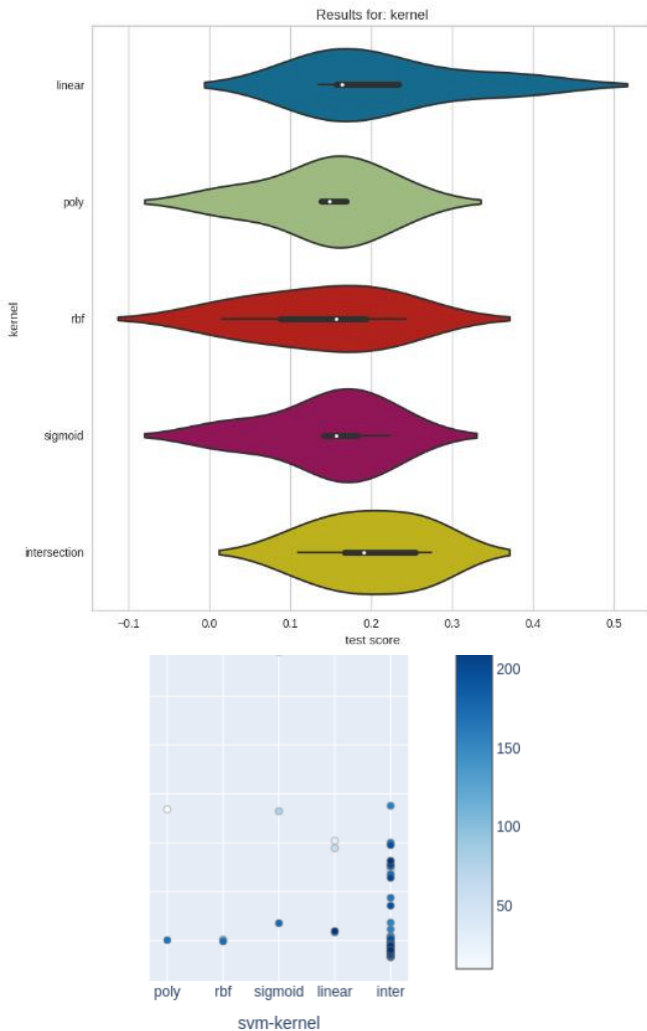 Results for: kernel
linear
poly
rbf
sigmoid
intersection
kernel
−0.1 0.0 0.1 0.2 0.3 0.4 0.5
test score
200
150
100
50
poly rbf sigmoid linear inter
svm-kernel